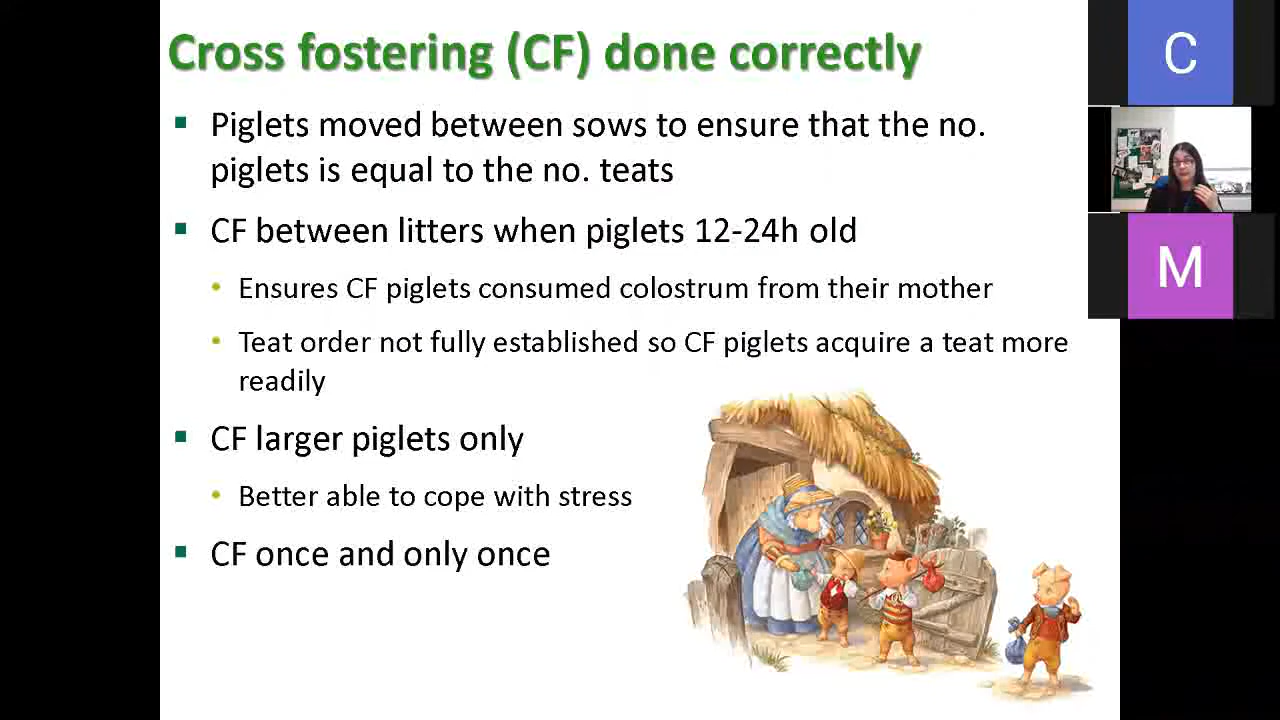 Cross fostering (CF) done correctly
Piglets moved between sows to ensure that the no.
piglets is equal to the no. teats
CF between litters when piglets 12-24h old
Ensures CF piglets consumed colostrum from their mother
Teat order not fully established so CF piglets acquire a teat more
readily
CF larger piglets only
Better able to cope with stress
CF once and only once
C
M